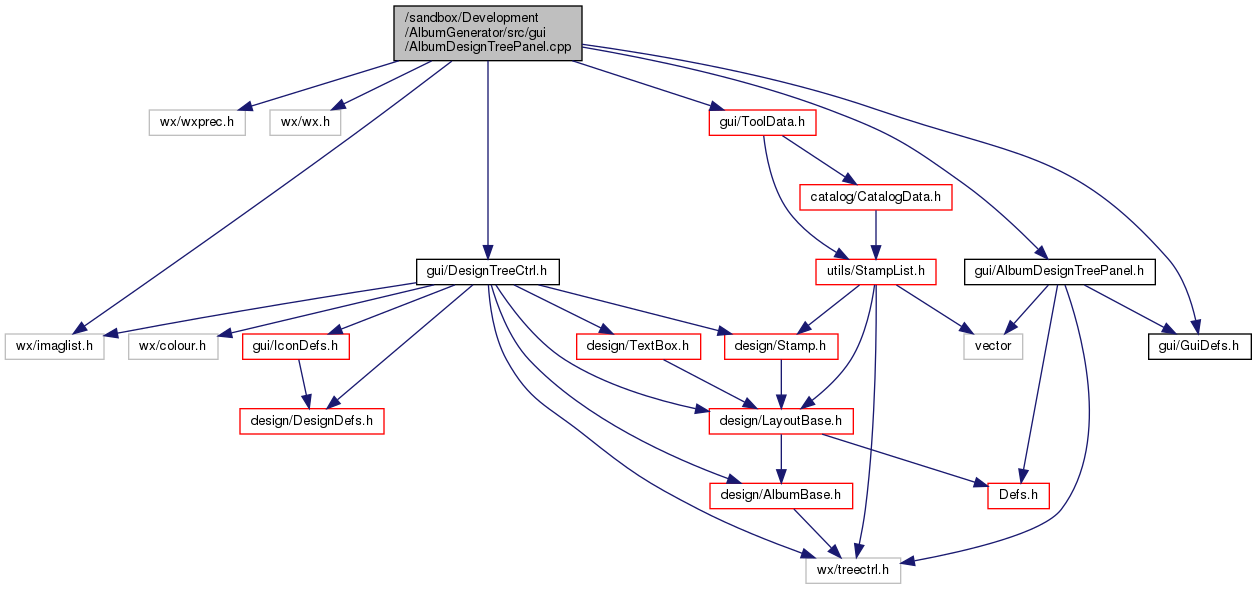 /sandbox/Development
/AlbumGenerator/src/gui
/AlbumDesignTreePanel.cpp
wx/wxprec.h
wx/wx.h
gui/ToolData.h
catalog/CatalogData.h
gui/DesignTreeCtrl.h
utils/StampList.h
gui/AlbumDesignTreePanel.h
wx/imaglist.h
wx/colour.h
gui/IconDefs.h
design/TextBox.h
design/Stamp.h
vector
gui/GuiDefs.h
design/DesignDefs.h
design/LayoutBase.h
design/AlbumBase.h
Defs.h
wx/treectrl.h